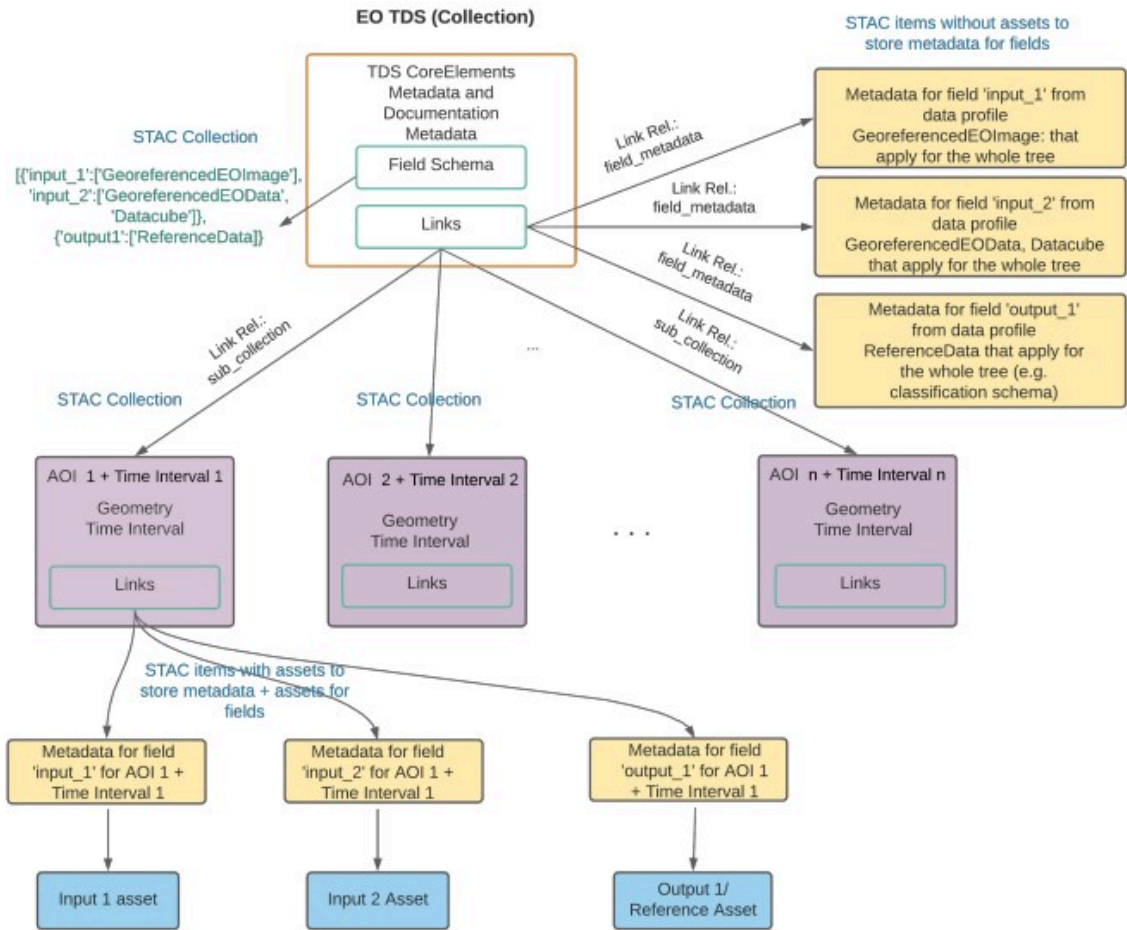 EO TDS (Collection)
STAC items without assets to
store metadata for fields
TDS CoreElements
Metadata and
Documentation
Metadata
Field Schema
Links
STAC Collection
[{'input_1':['GeoreferencedEOImage'],
'input_2':['GeoreferencedEOData',
'Datacube']},
{'output1':['ReferenceData]}
Link Rel.:
field_metadata
Link Rel.:
field_metadata
Link Rel.:
field_metadata
Metadata for field 'input_1' from
data profile
GeoreferencedEOImage: that
apply for the whole tree
Metadata for field 'input_2' from
data profile
GeoreferencedEOData, Datacube
that apply for the whole tree
Metadata for field 'output_1'
from data profile
ReferenceData that apply for
the whole tree (e.g.
classification schema)
Link Rel.:
sub_collection
...
Link Rel.:
sub_collection
STAC Collection
STAC Collection
STAC Collection
AOI 1 + Time Interval 1
Geometry
Time Interval
Links
AOI 2 + Time Interval 2
Geometry
Time Interval
Links
. . .
AOI n + Time Interval n
Geometry
Time Interval
Links
STAC items with assets to
store metadata + assets for
fields
Metadata for field
'input_1' for AOI 1 +
Time Interval 1
Metadata for field
'input_2' for AOI 1 +
Time Interval 1
Metadata for field
'output_1' for AOI 1
+ Time Interval 1
Input 1 asset
Input 2 Asset
Output 1/
Reference Asset